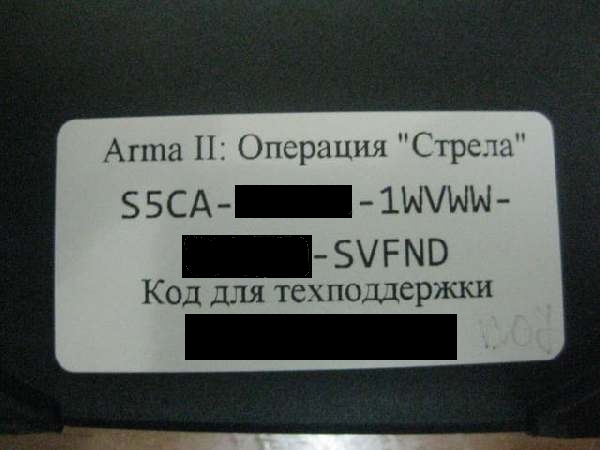 Arma II: Операция "Стрела"
S5CA- -1WVWW-
-SVFND
Код для техподдержки